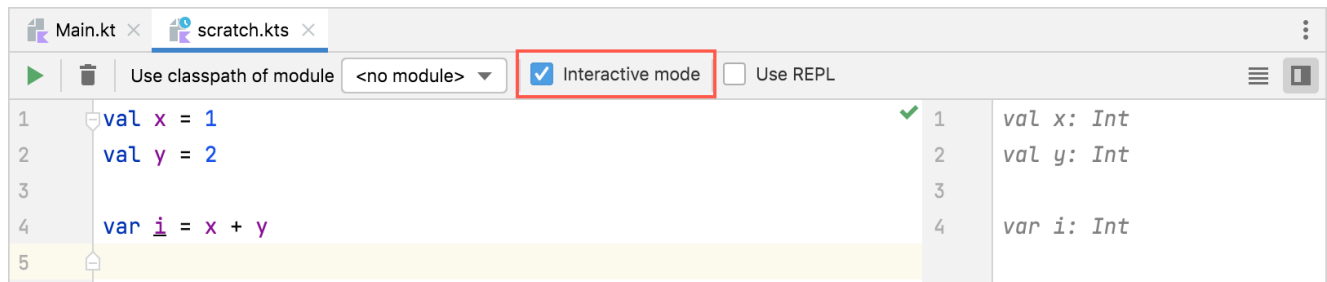 Main.kt scratch.kts
Use classpath of module <no module> Interactive mode Use REPL
1 val x = 1 1 val x: Int
2 val y = 2 2 val y: Int
3 3
4 var i = x + y 4 var i: Int
5